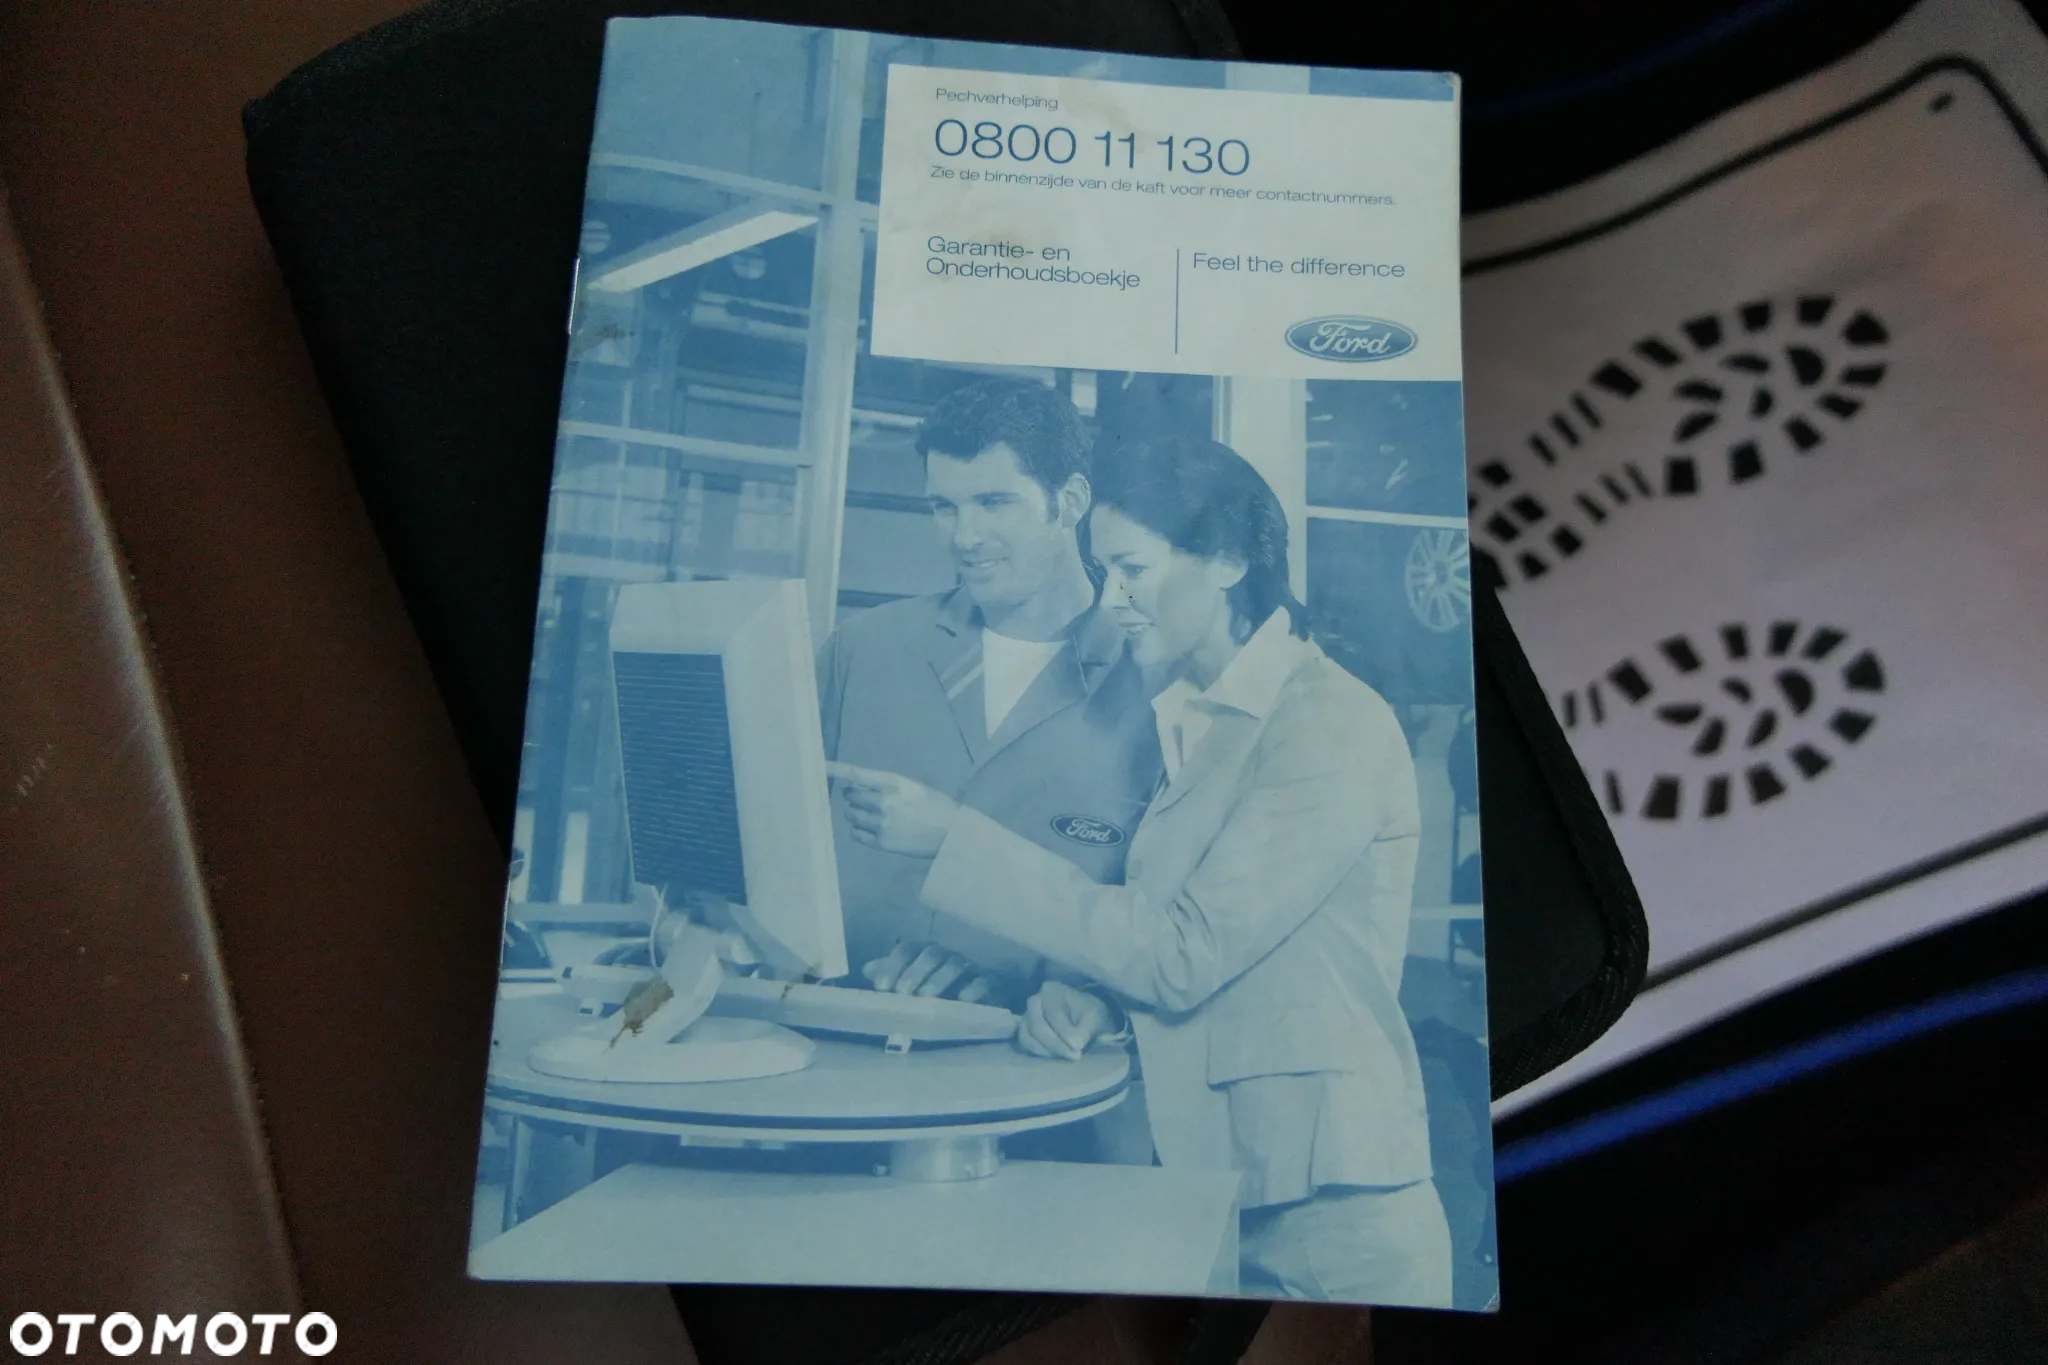 Pechverhelping
0800 11 130
Zie de binnenzijde van de kaft voor meer contactnummers.
Garantie- en
Onderhoudsboekje
Feel the difference
Ford
Ford
OTOMOTO